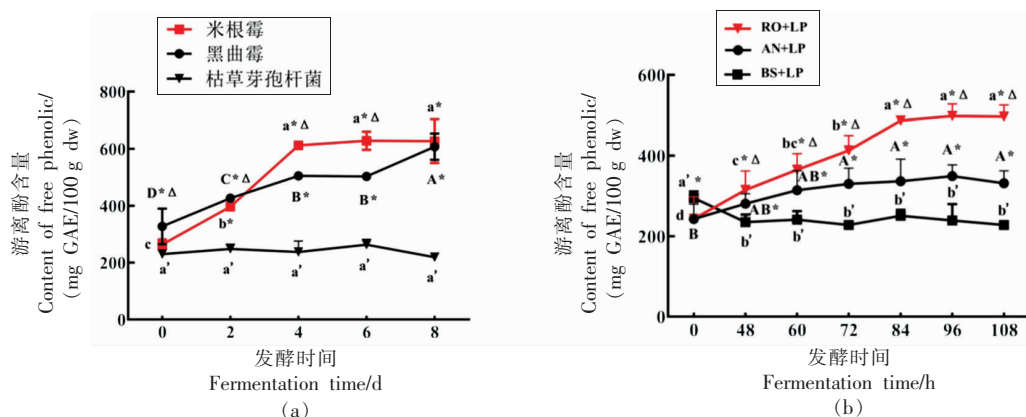 米根霉
黑曲霉
枯草芽孢杆菌
800
600
400
200
0
0 2 4 6 8
D*Δ
c
C*Δ
b*
a*Δ
B*
a*Δ
B*
a*
A*
a'
a'
a'
a'
a'
游离酚含量
Content of free phenolic/
(mg GAE/100 g dw)
发酵时间
Fermentation time/d
(a)
RO+LP
AN+LP
BS+LP
600
400
200
0
0 48 60 72 84 96 108
a'*
d
B
c*Δ
AB*
b'
bc*Δ
AB*
b'
b*Δ
A*
b'
a*Δ
A*
b'
a*Δ
A*
b'
a*Δ
A*
b'
游离酚含量
Content of free phenolic/
(mg GAE/100 g dw)
发酵时间
Fermentation time/h
(b)